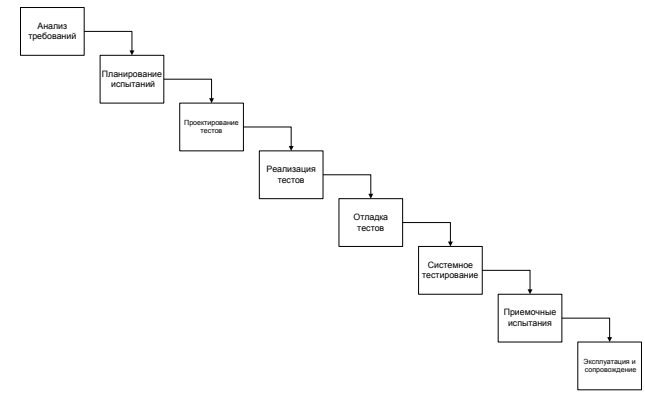 Анализ
требований
Планирование
испытаний
Проектирование
тестов
Реализация
тестов
Отладка
тестов
Системное
тестирование
Приемочные
испытания
Эксплуатация и
сопровождение